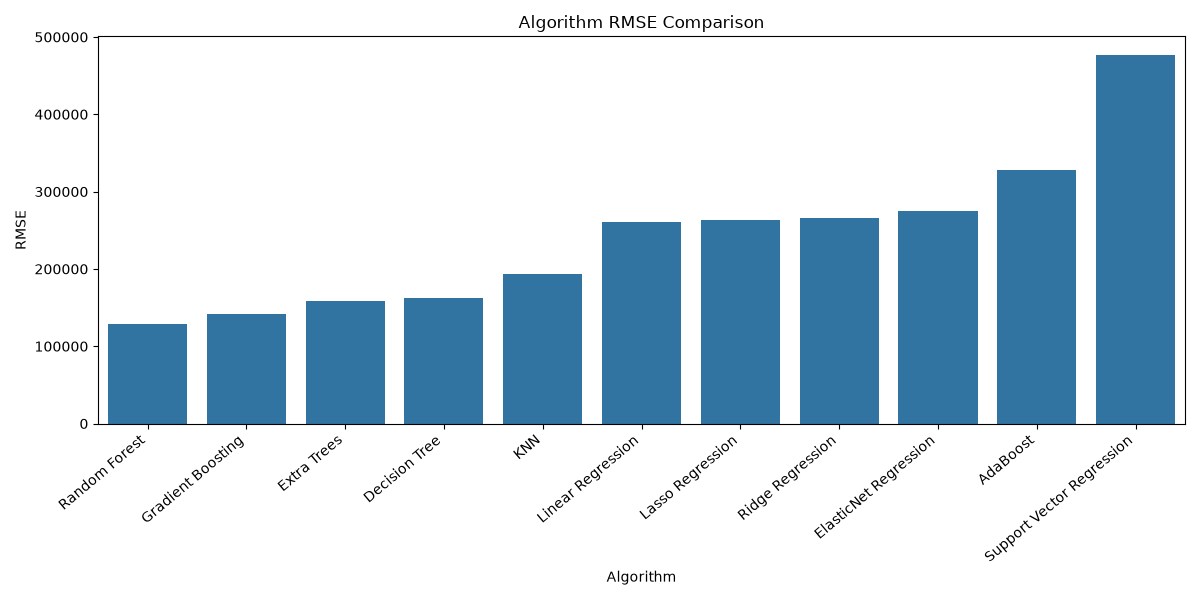 Algorithm RMSE Comparison
500000
400000
300000
200000
100000
0
RMSE
Random Forest
Gradient Boosting
Extra Trees
Decision Tree
KNN
Linear Regression
Lasso Regression
Ridge Regression
ElasticNet Regression
AdaBoost
Support Vector Regression
Algorithm